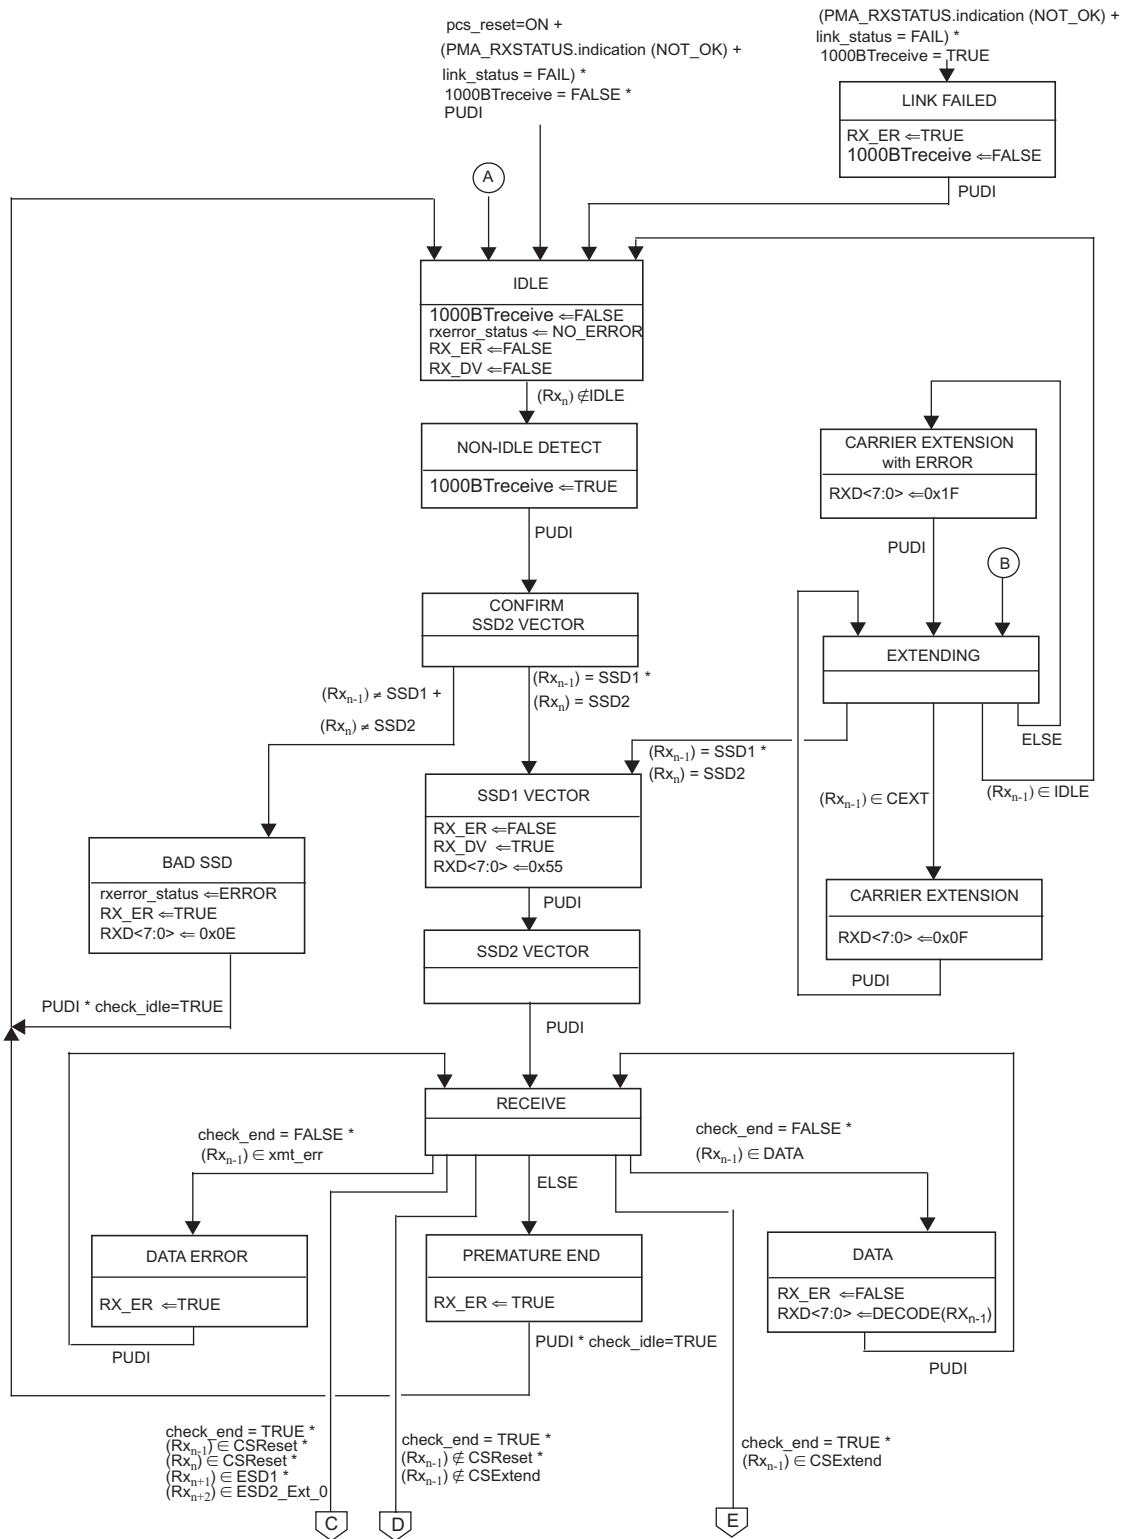 pcs_reset=ON +
(PMA_RXSTATUS.indication (NOT_OK) +
link_status = FAIL) *
1000BTreceive = FALSE *
PUDI
(PMA_RXSTATUS.indication (NOT_OK) +
link_status = FAIL) *
1000BTreceive = TRUE
LINK FAILED
RX_ER ⇐TRUE
1000BTreceive ⇐FALSE
PUDI
A
IDLE
1000BTreceive ⇐FALSE
rxerror_status ⇐ NO_ERROR
RX_ER ⇐FALSE
RX_DV ⇐FALSE
(Rxn) ∉IDLE
NON-IDLE DETECT
1000BTreceive ⇐TRUE
PUDI
CARRIER EXTENSION
with ERROR
RXD<7:0> ⇐0x1F
PUDI
B
CONFIRM
SSD2 VECTOR
EXTENDING
(Rxn-1) ≠ SSD1 +
(Rxn) ≠ SSD2
(Rxn-1) = SSD1 *
(Rxn) = SSD2
(Rxn-1) = SSD1 *
(Rxn) = SSD2
ELSE
(Rxn-1) ∈ CEXT
(Rxn-1) ∈ IDLE
SSD1 VECTOR
RX_ER ⇐FALSE
RX_DV ⇐TRUE
RXD<7:0> ⇐0x55
PUDI
BAD SSD
rxerror_status ⇐ERROR
RX_ER ⇐TRUE
RXD<7:0> ⇐ 0x0E
PUDI * check_idle=TRUE
CARRIER EXTENSION
RXD<7:0> ⇐0x0F
PUDI
SSD2 VECTOR
PUDI
RECEIVE
check_end = FALSE *
(Rxn-1) ∈ xmt_err
ELSE
check_end = FALSE *
(Rxn-1) ∈ DATA
DATA ERROR
RX_ER ⇐TRUE
PUDI
PREMATURE END
RX_ER ⇐ TRUE
PUDI * check_idle=TRUE
DATA
RX_ER ⇐FALSE
RXD<7:0> ⇐DECODE(RXn-1)
PUDI
check_end = TRUE *
(Rxn-1) ∈ CSReset *
(Rxn) ∈ CSReset *
(Rxn+1) ∈ ESD1 *
(Rxn+2) ∈ ESD2_Ext_0
check_end = TRUE *
(Rxn-1) ∉ CSReset *
(Rxn-1) ∉ CSExtend
check_end = TRUE *
(Rxn-1) ∈ CSExtend
C
D
E